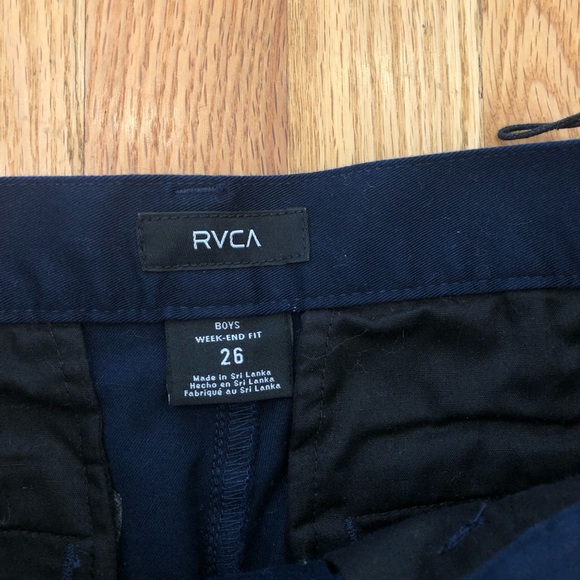 RVCA
BOYS
WEEK-END FIT
26
Made in Sri Lanka
Hecho en Sri Lanka
Fabriqué au Sri Lanka